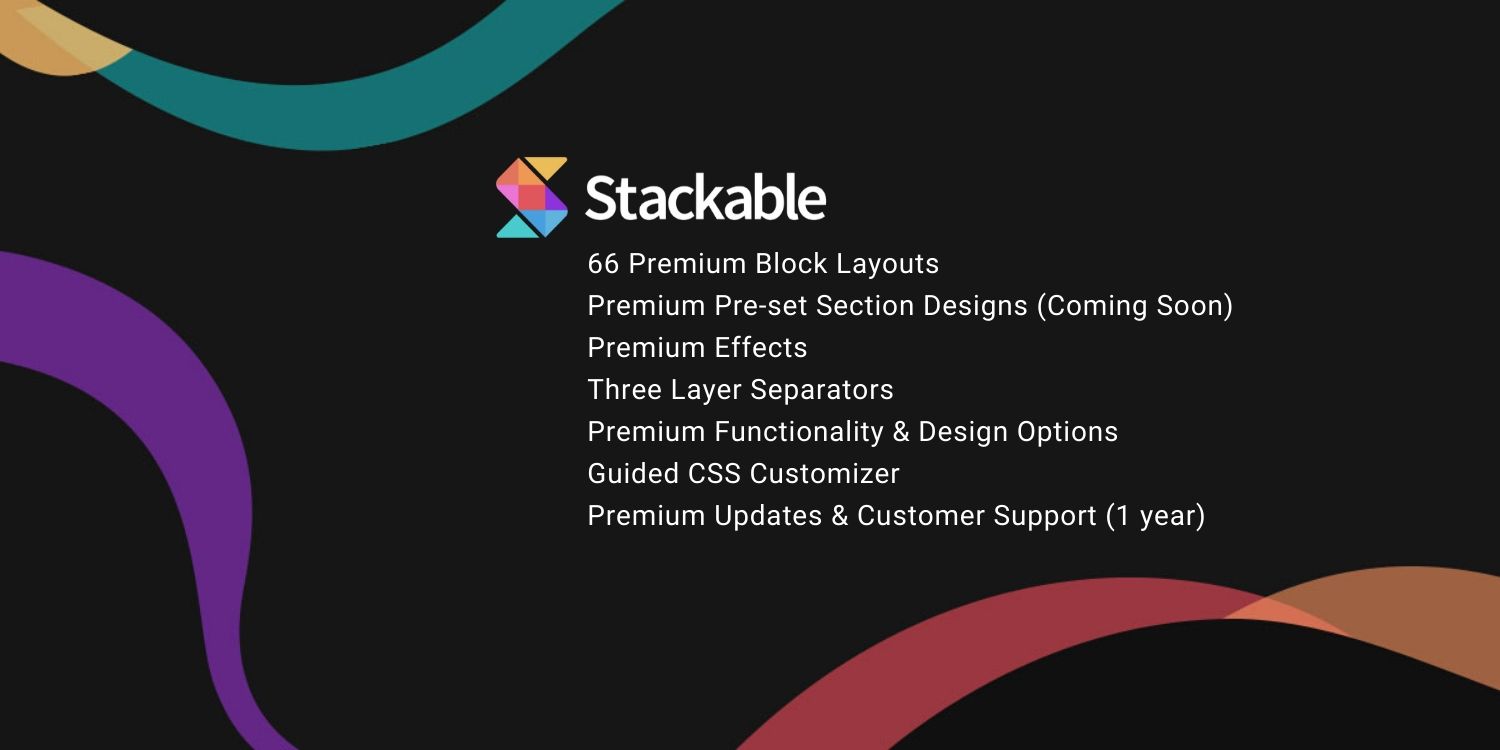 Stackable
66 Premium Block Layouts
Premium Pre-set Section Designs (Coming Soon)
Premium Effects
Three Layer Separators
Premium Functionality & Design Options
Guided CSS Customizer
Premium Updates & Customer Support (1 year)